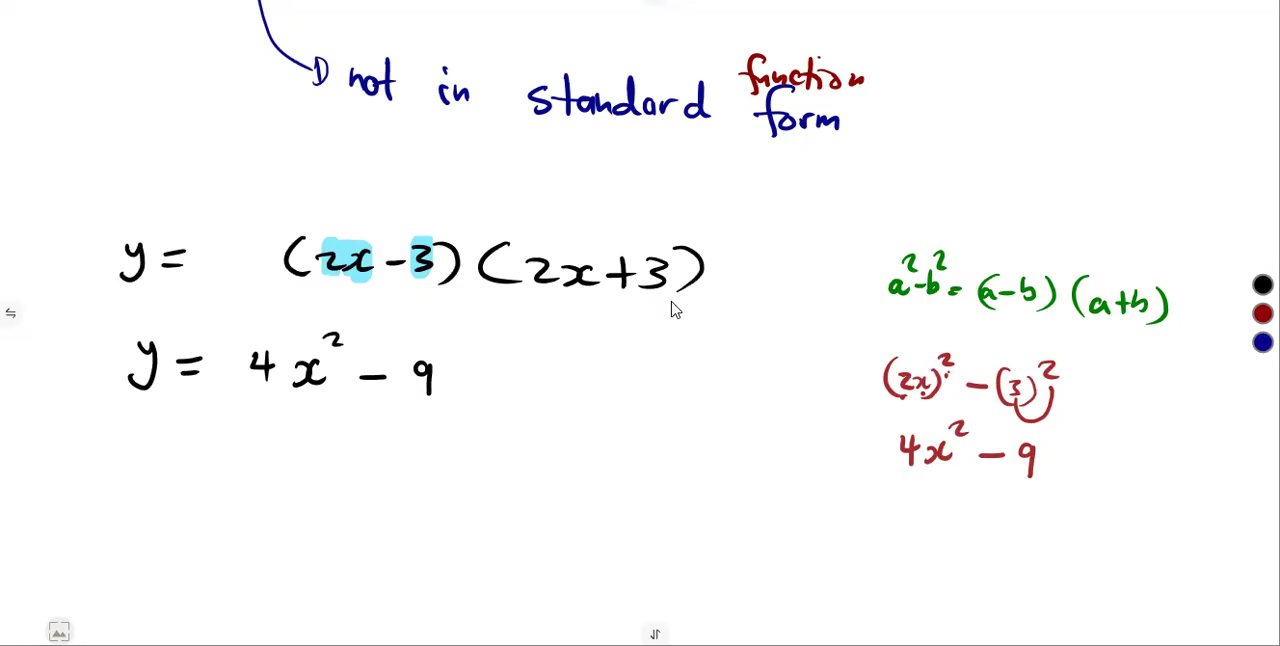 not in standard function form
y = (2x - 3) (2x + 3)
y = 4x² - 9
a² - b² = (a - b) (a + b)
(2x)² - (3)²
4x² - 9